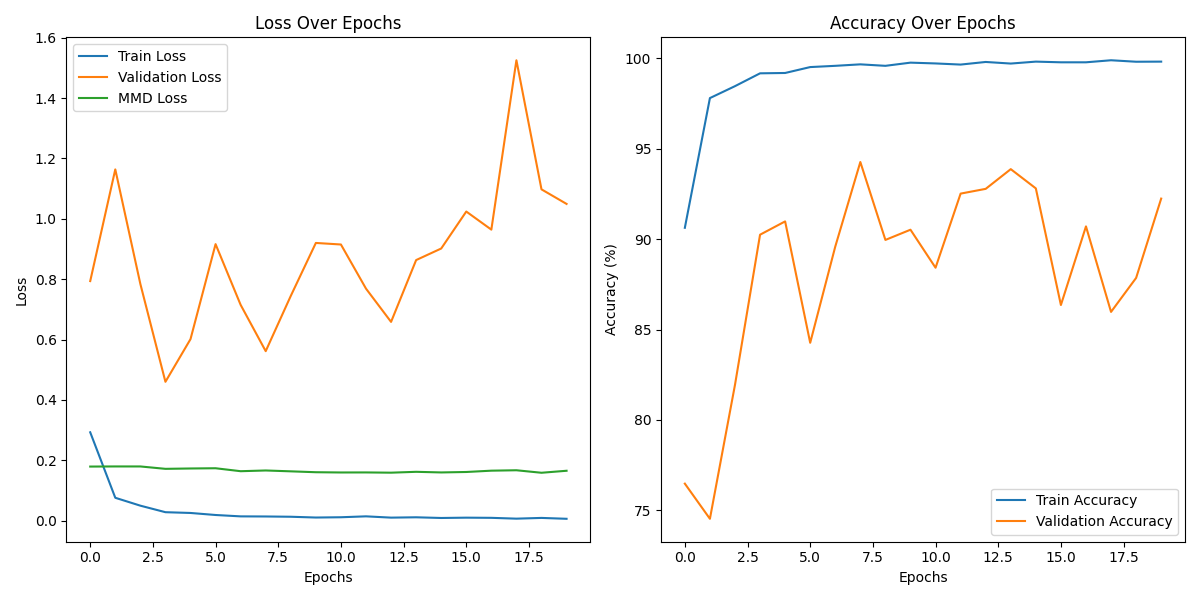 Loss Over Epochs
1.6
1.4
1.2
1.0
0.8
0.6
0.4
0.2
0.0
Loss
Train Loss
Validation Loss
MMD Loss
0.0 2.5 5.0 7.5 10.0 12.5 15.0 17.5
Epochs
Accuracy Over Epochs
100
95
90
85
80
75
Accuracy (%)
Train Accuracy
Validation Accuracy
0.0 2.5 5.0 7.5 10.0 12.5 15.0 17.5
Epochs